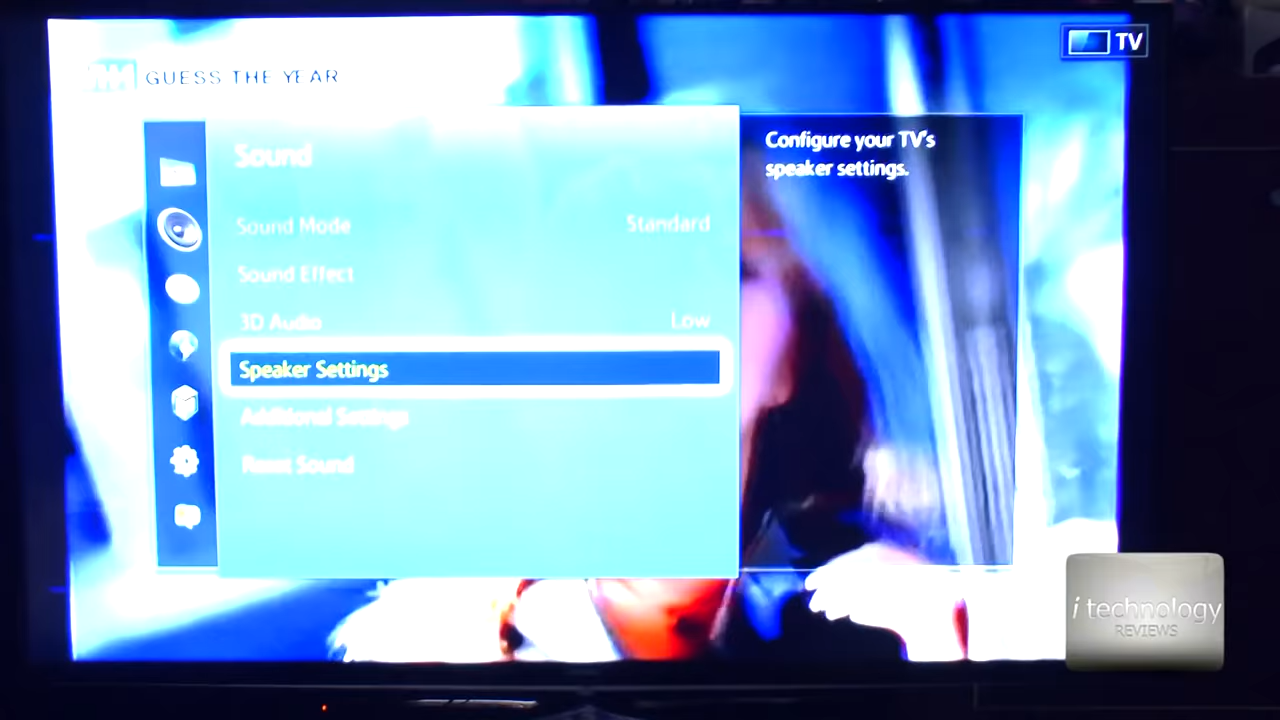 TV
GUESS THE YEAR
Sound
Sound Mode Standard
Sound Effect
3D Audio Low
Speaker Settings
Additional Settings
Reset Sound
Configure your TV's
speaker settings.
i technology
REVIEWS